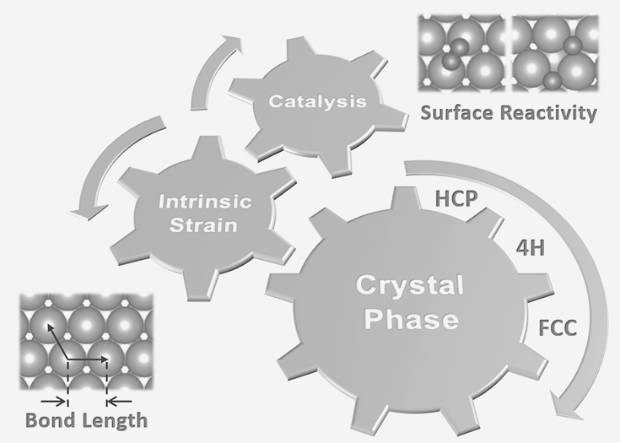 Catalysis
Surface Reactivity
Intrinsic
Strain
HCP
4H
FCC
Crystal
Phase
Bond Length